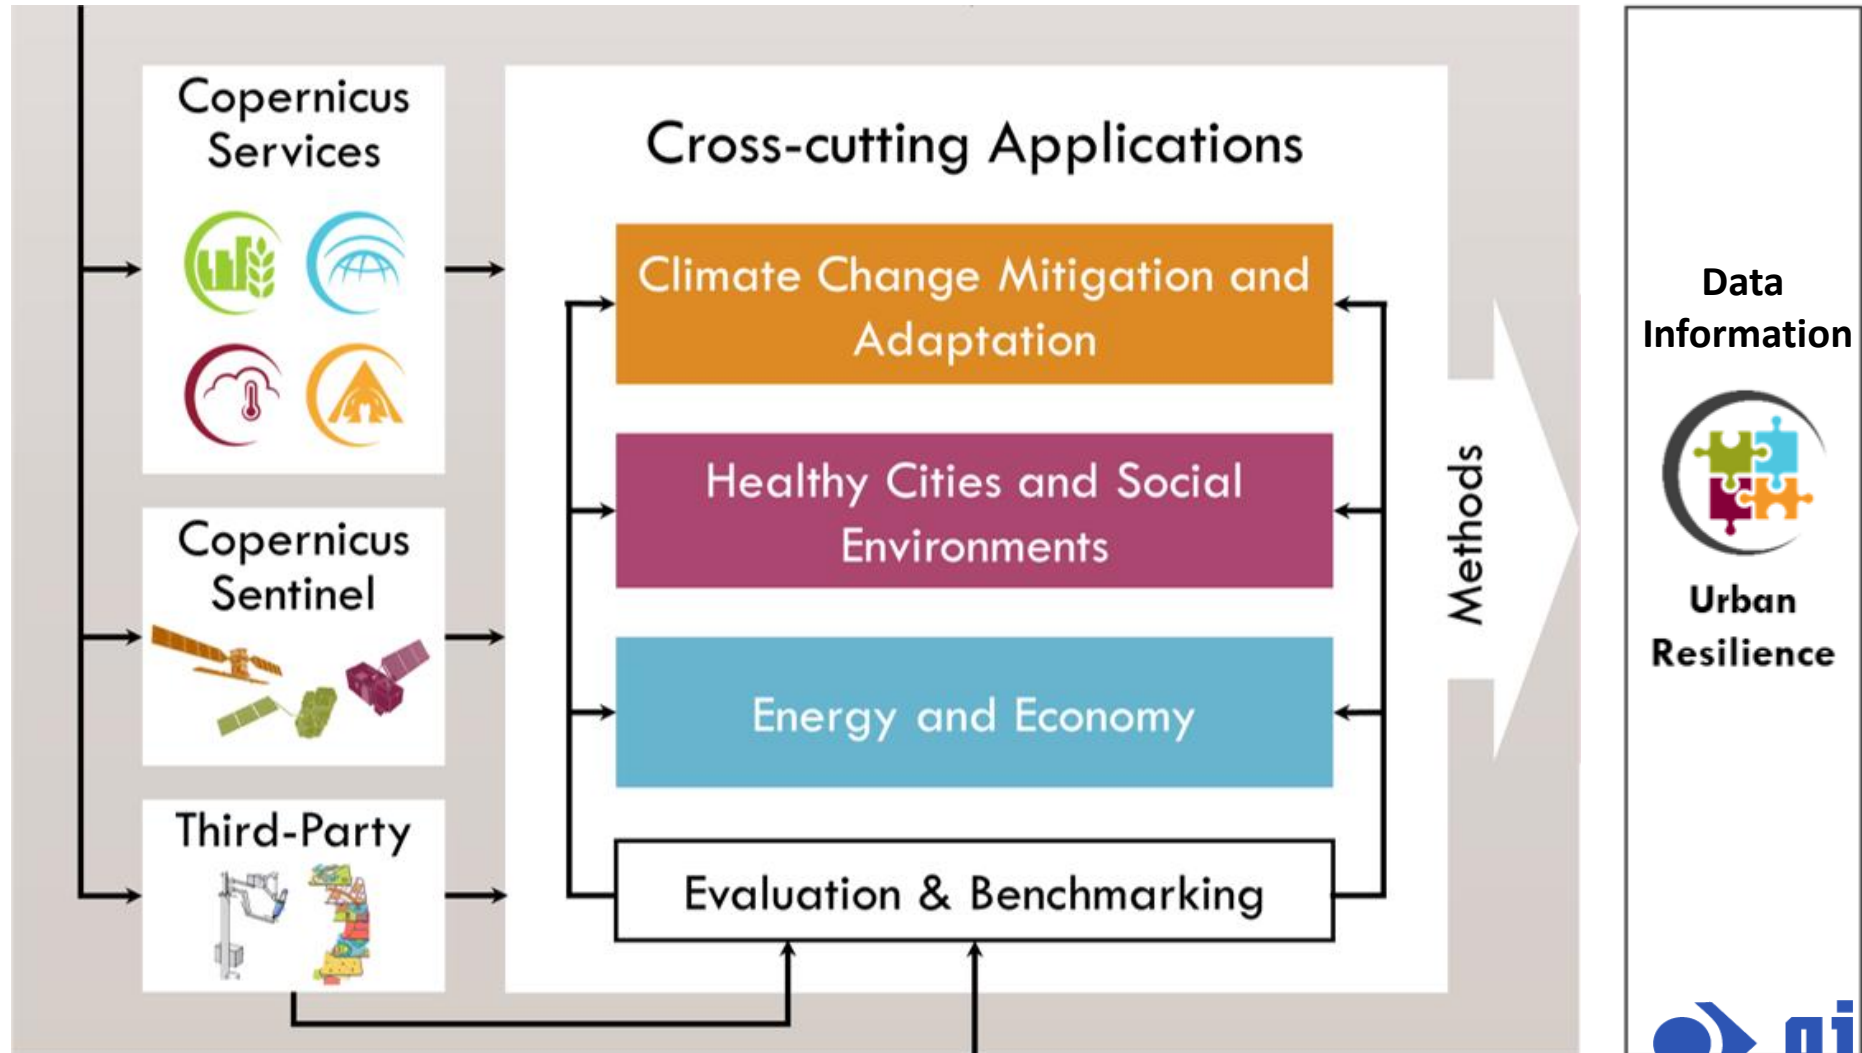 Copernicus
Services
Cross-cutting Applications
Climate Change Mitigation and
Adaptation
Healthy Cities and Social
Environments
Energy and Economy
Evaluation & Benchmarking
Copernicus
Sentinel
Third-Party
Methods
Data
Information
Urban
Resilience